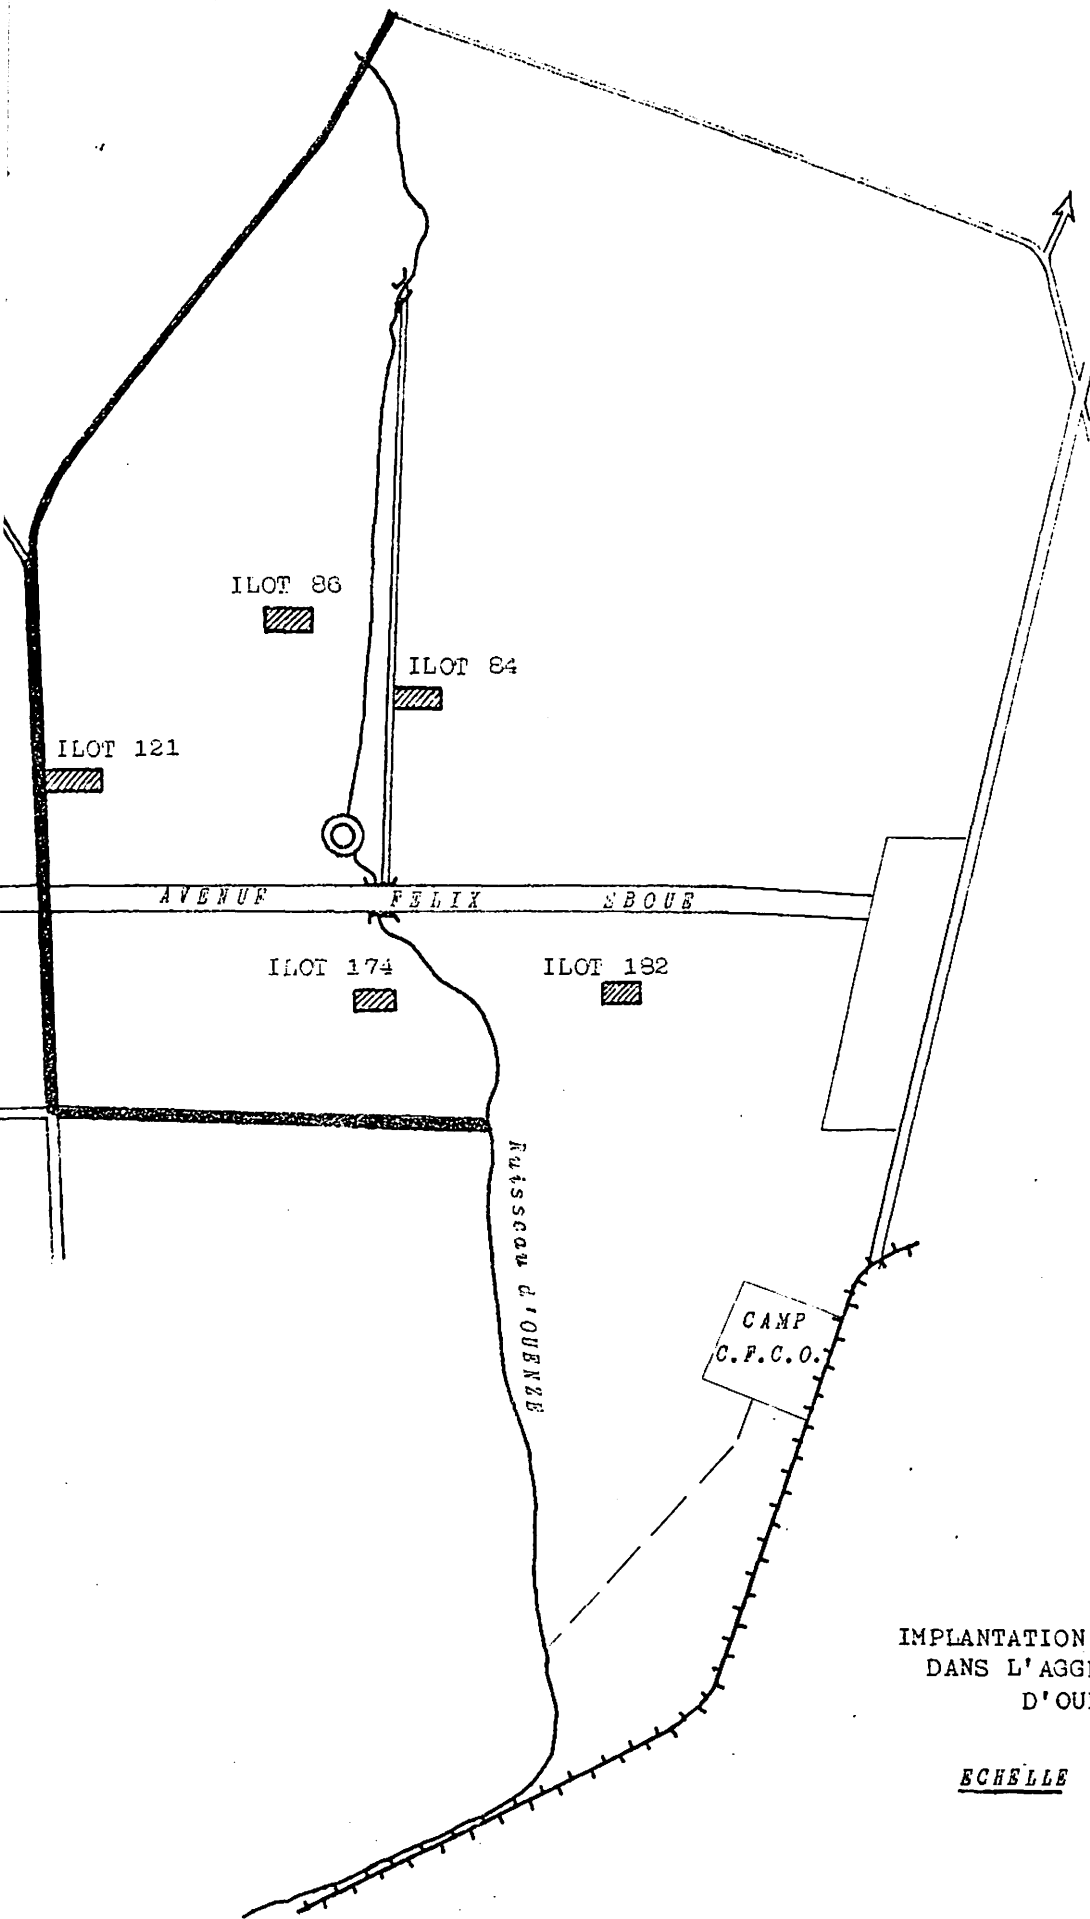 ILOT 86
ILOT 84
ILOT 121
AVENUE FELIX EBOUE
ILOT 174
ILOT 182
Ruisseau d'OUENZE
CAMP
C.F.C.O.
IMPLANTATION
DANS L'AGG
D'OU
ECHELLE